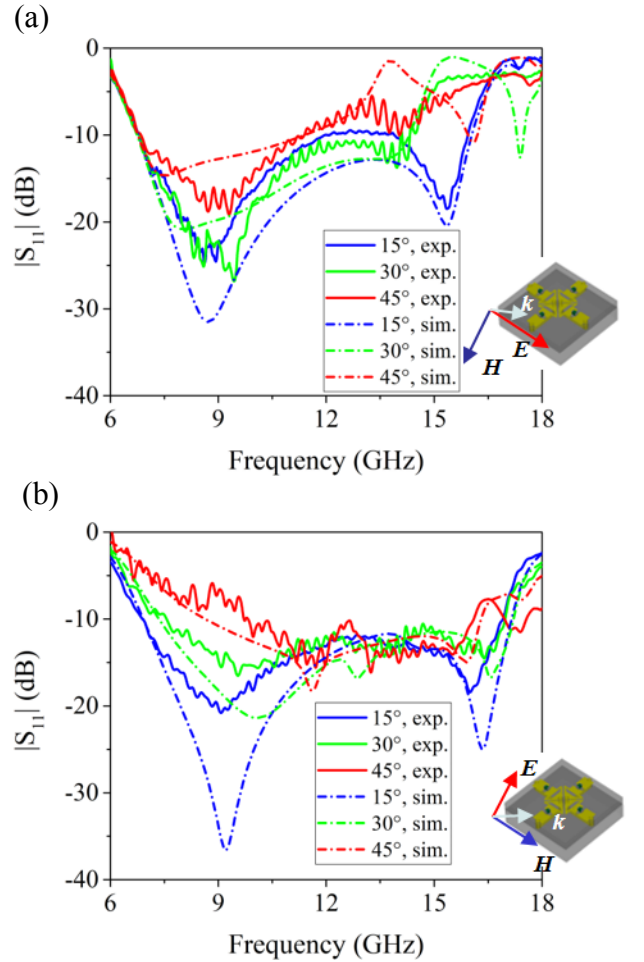 (a)
0
-10
-20
-30
-40
|S11| (dB)
15°, exp.
30°, exp.
45°, exp.
15°, sim.
30°, sim.
45°, sim.
k
E
H
6 9 12 15 18
Frequency (GHz)
(b)
0
-10
-20
-30
-40
|S11| (dB)
15°, exp.
30°, exp.
45°, exp.
15°, sim.
30°, sim.
45°, sim.
E
k
H
6 9 12 15 18
Frequency (GHz)